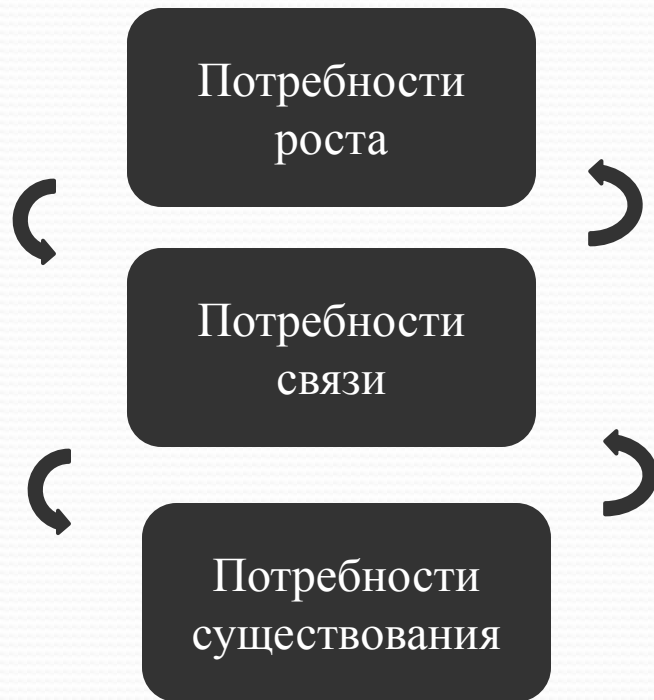 Потребности
роста
Потребности
связи
Потребности
существования